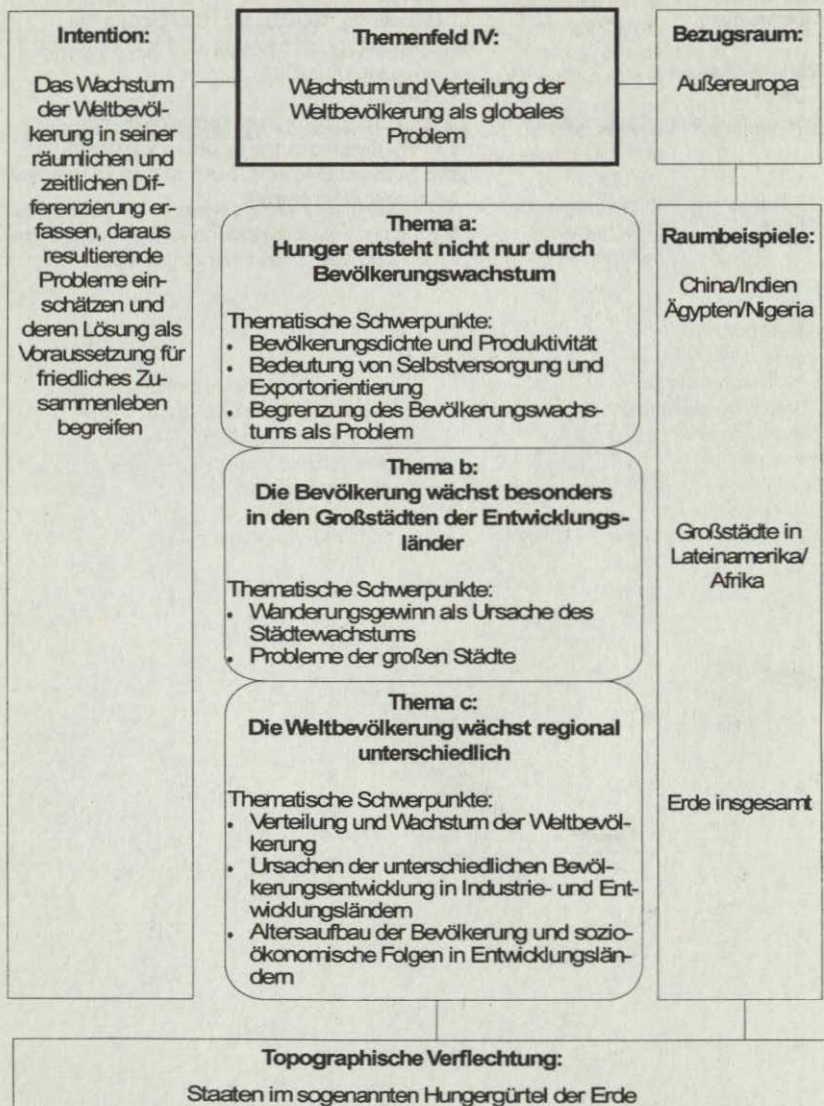 Intention:
Das Wachstum
der Weltbevöl-
kerung in seiner
räumlichen und
zeitlichen Dif-
ferenzierung er-
fassen, daraus
resultierende
Probleme ein-
schätzen und
deren Lösung als
Voraussetzung für
friedliches Zu-
sammenleben
begreifen
Themenfeld IV:
Wachstum und Verteilung der
Weltbevölkerung als globales
Problem
Bezugsraum:
Außereuropa
Thema a:
Hunger entsteht nicht nur durch
Bevölkerungswachstum
Thematische Schwerpunkte:
• Bevölkerungsdichte und Produktivität
• Bedeutung von Selbstversorgung und
Exportorientierung
• Begrenzung des Bevölkerungswachs-
tums als Problem
Raumbeispiele:
China/Indien
Ägypten/Nigeria
Thema b:
Die Bevölkerung wächst besonders
in den Großstädten der Entwicklungs-
länder
Thematische Schwerpunkte:
• Wanderungsgewinn als Ursache des
Städtewachstums
• Probleme der großen Städte
Großstädte in
Lateinamerika/
Afrika
Thema c:
Die Weltbevölkerung wächst regional
unterschiedlich
Thematische Schwerpunkte:
• Verteilung und Wachstum der Weltbevöl-
kerung
• Ursachen der unterschiedlichen Bevöl-
kerungsentwicklung in Industrie- und Ent-
wicklungsländern
• Altersaufbau der Bevölkerung und sozio-
ökonomische Folgen in Entwicklungslän-
dern
Erde insgesamt
Topographische Verflechtung:
Staaten im sogenannten Hungergürtel der Erde